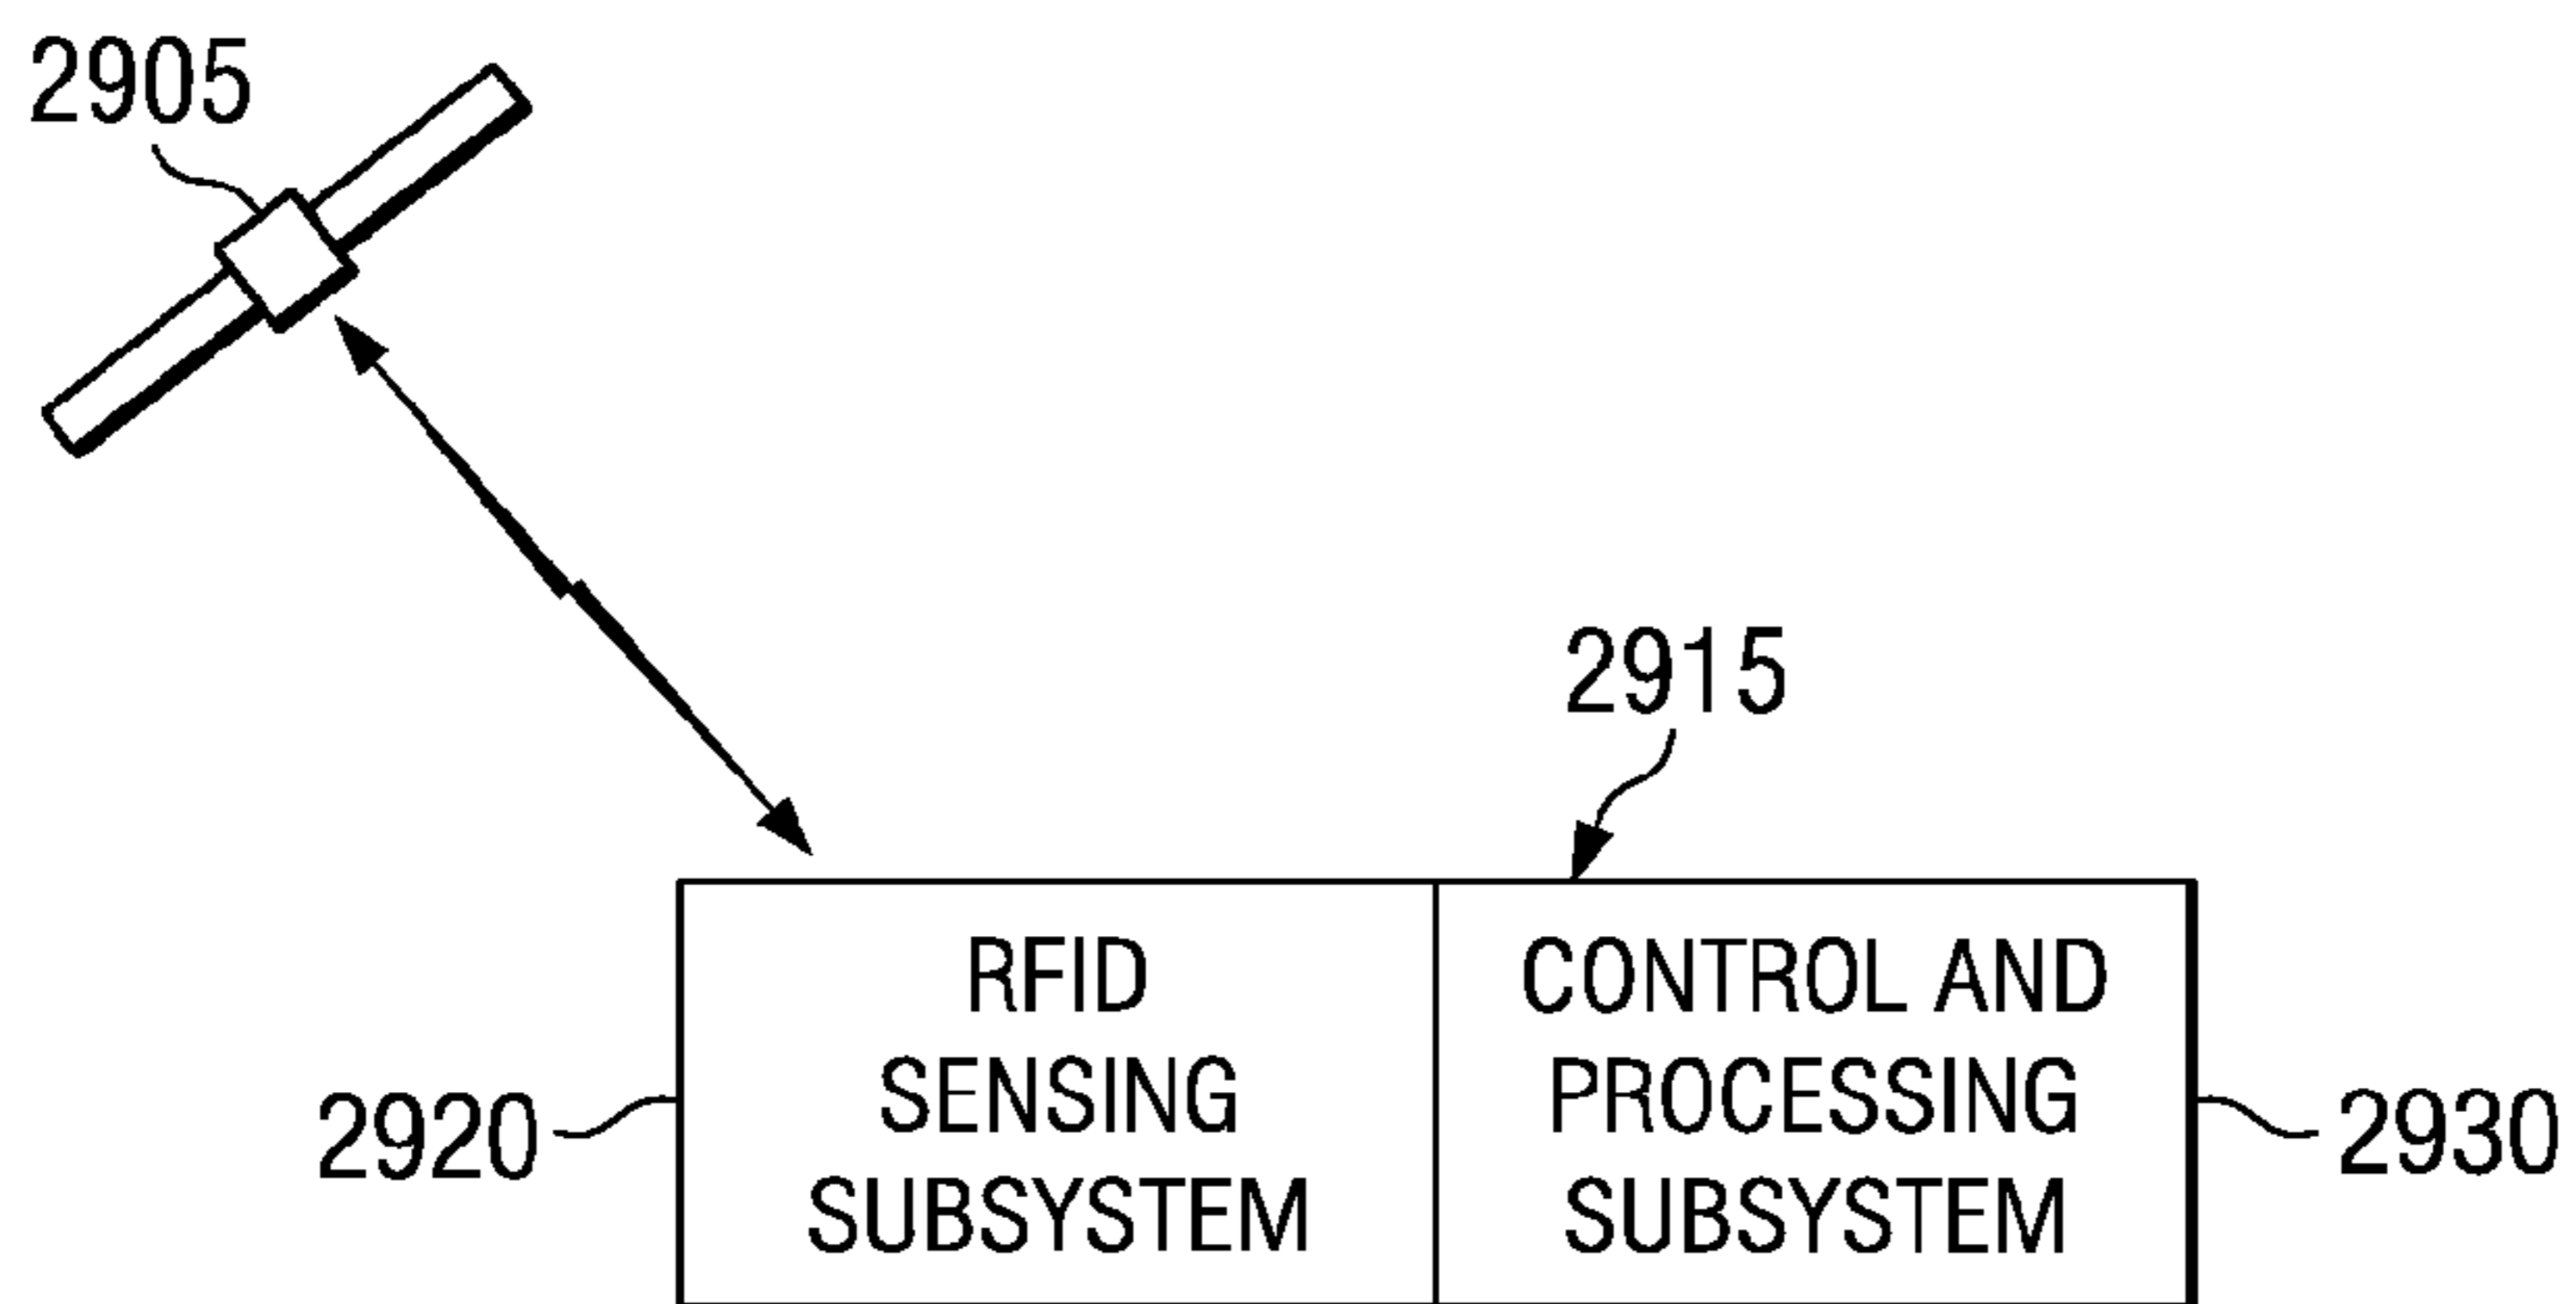 2905
2915
RFID
SENSING
SUBSYSTEM
CONTROL AND
PROCESSING
SUBSYSTEM
2920
2930